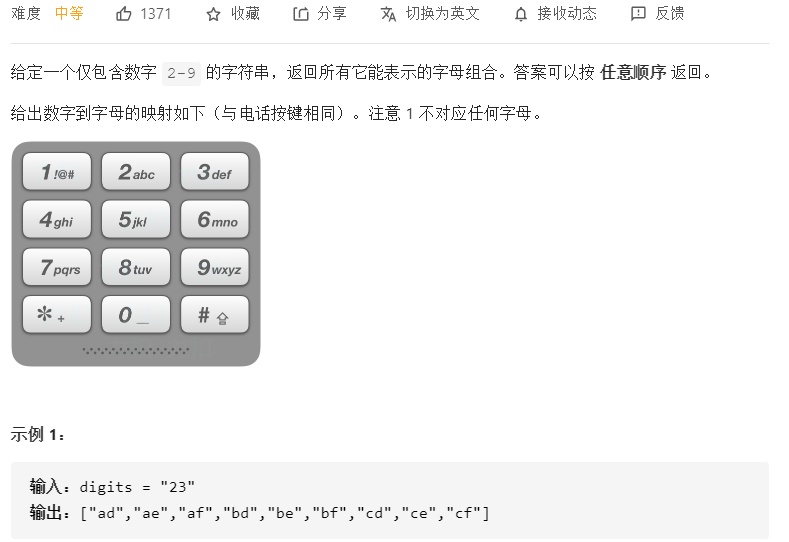 难度 中等 1371 收藏 分享 切换为英文 接收动态 反馈
给定一个仅包含数字 2-9 的字符串，返回所有它能表示的字母组合。答案可以按 任意顺序 返回。
给出数字到字母的映射如下（与电话按键相同）。注意 1 不对应任何字母。
1 !@# 2 abc 3 def
4 ghi 5 jkl 6 mno
7 pqrs 8 tuv 9 wxyz
* + 0 _ #
示例 1：
输入：digits = "23"
输出：["ad","ae","af","bd","be","bf","cd","ce","cf"]